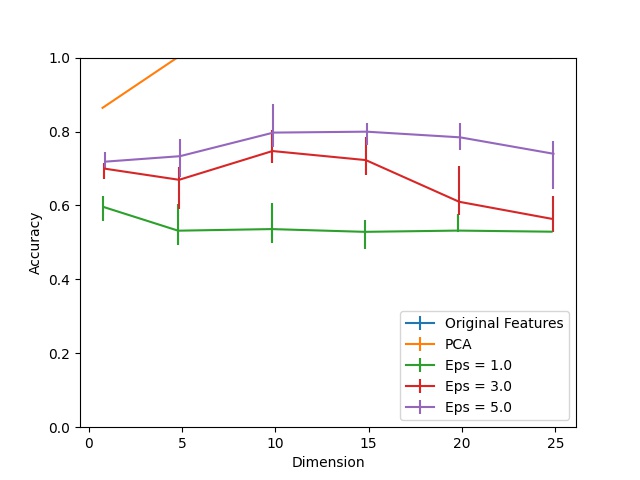 1.0
0.8
0.6
0.4
0.2
0.0
Accuracy
Original Features
PCA
Eps = 1.0
Eps = 3.0
Eps = 5.0
0 5 10 15 20 25
Dimension